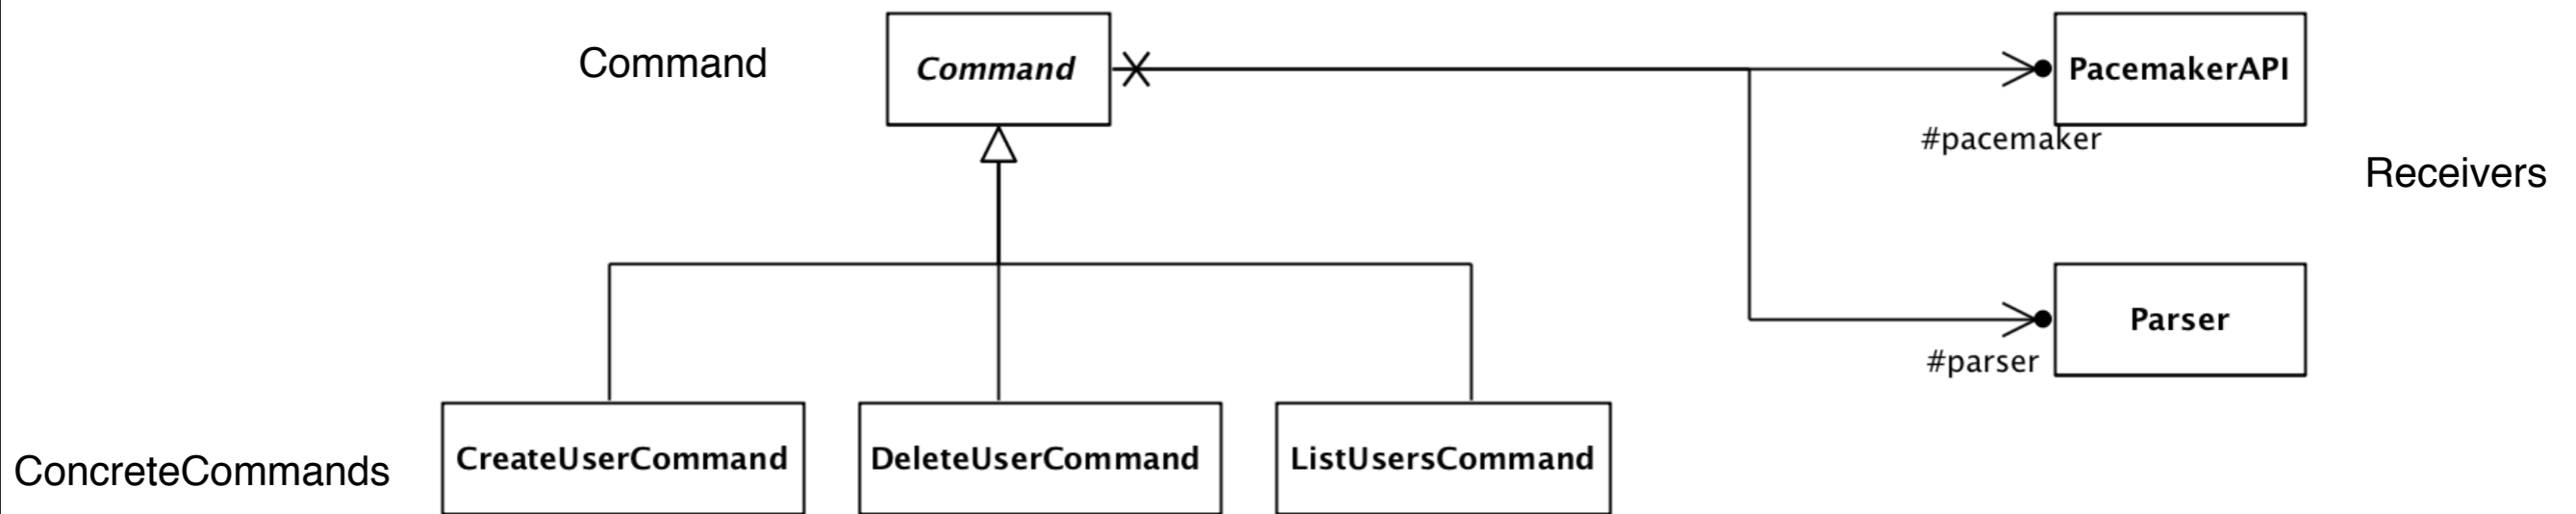 Command
Command
PacemakerAPI
#pacemaker
Receivers
Parser
#parser
ConcreteCommands
CreateUserCommand
DeleteUserCommand
ListUsersCommand